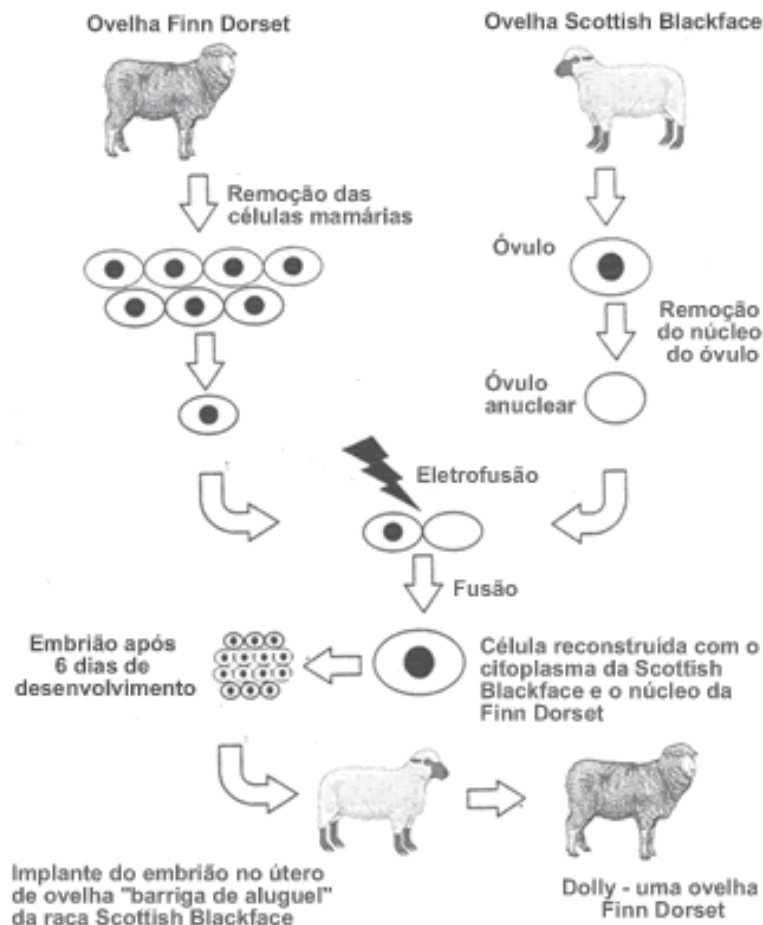 Ovelha Finn Dorset
Ovelha Scottish Blackface
Remoção das
células mamárias
Óvulo
Remoção
do núcleo
do óvulo
Óvulo
anuclear
Eletrofusão
Fusão
Embrião após
6 dias de
desenvolvimento
Célula reconstruída com o
citoplasma da Scottish
Blackface e o núcleo da
Finn Dorset
Implante do embrião no útero
de ovelha "barriga de aluguel"
da raça Scottish Blackface
Dolly - uma ovelha
Finn Dorset